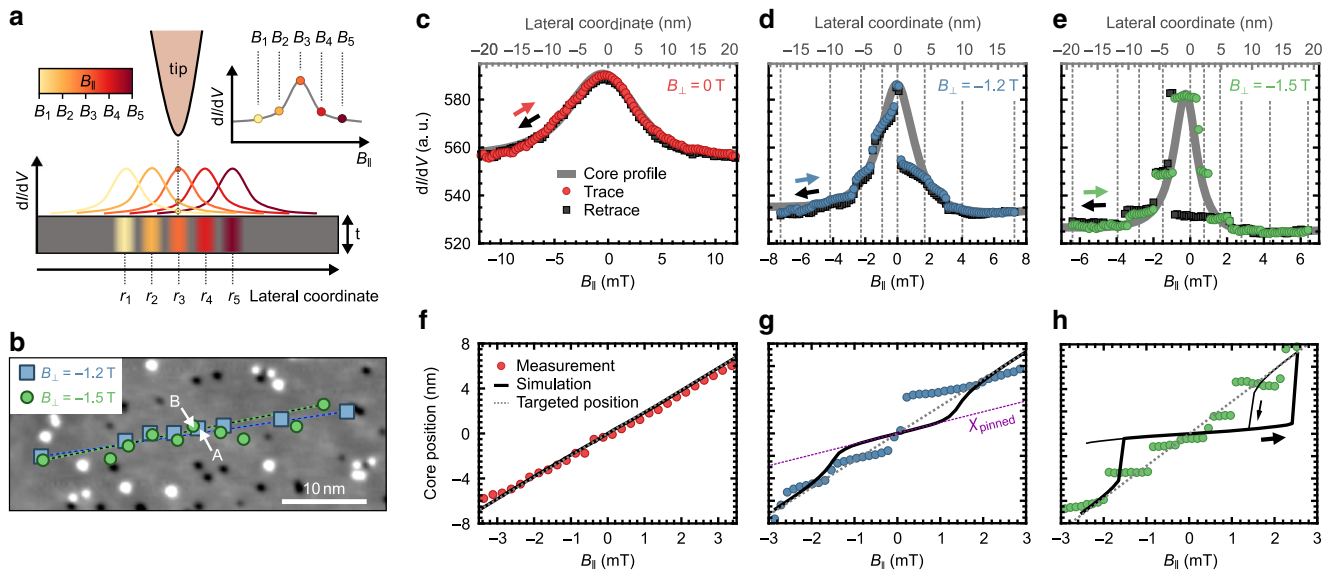 a
tip
B∥
B1 B2 B3 B4 B5
dI/dV
B1 B2 B3 B4 B5
B∥
dI/dV
t
r1 r2 r3 r4 r5 Lateral coordinate
b
B⊥ = −1.2 T
B⊥ = −1.5 T
B
A
10 nm
c
Lateral coordinate (nm)
−20 −15 −10 −5 0 5 10 15 20
B⊥ = 0 T
dI/dV (a. u.)
580
560
540
520
Core profile
Trace
Retrace
−10 −5 0 5 10
B∥ (mT)
d
Lateral coordinate (nm)
−15 −10 −5 0 5 10 15
B⊥ = −1.2 T
−8 −6 −4 −2 0 2 4 6 8
B∥ (mT)
e
Lateral coordinate (nm)
−20 −15 −10 −5 0 5 10 15 20
B⊥ = −1.5 T
−6 −4 −2 0 2 4 6
B∥ (mT)
f
Core position (nm)
8
4
0
−4
−8
Measurement
Simulation
Targeted position
−3 −2 −1 0 1 2 3
B∥ (mT)
g
Xpinned
−3 −2 −1 0 1 2 3
B∥ (mT)
h
−3 −2 −1 0 1 2 3
B∥ (mT)